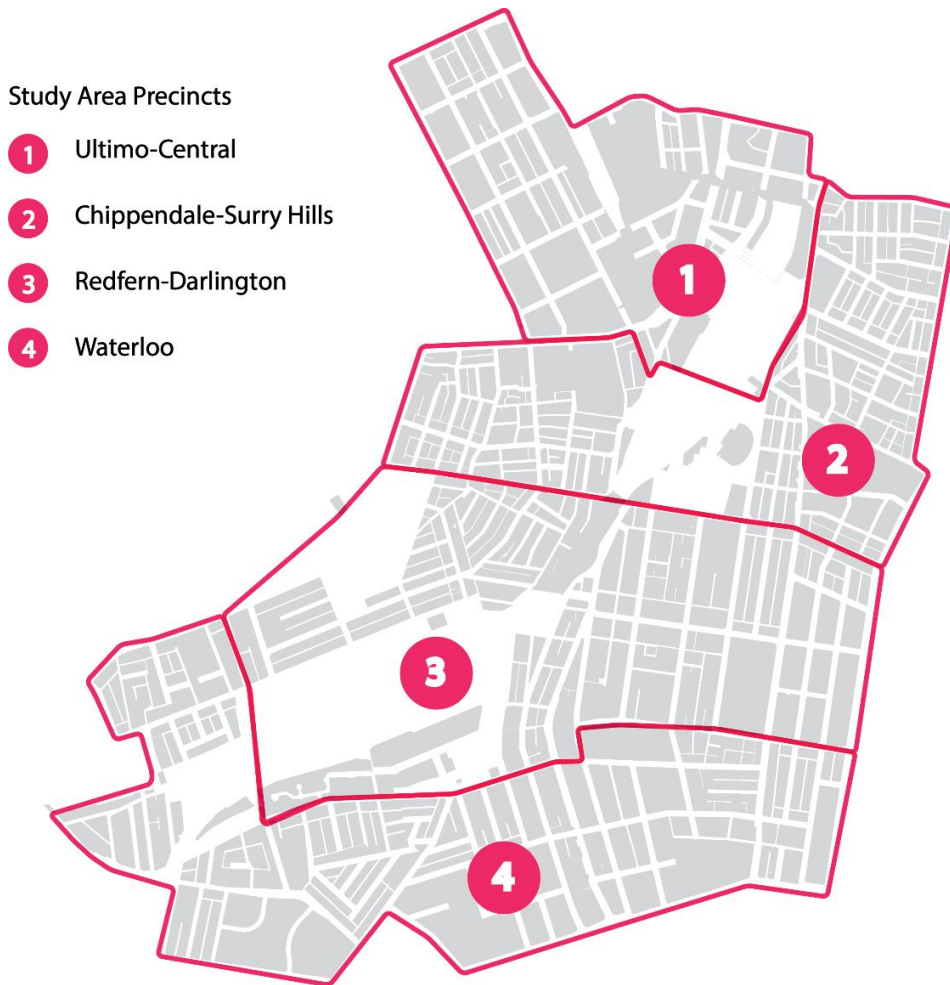 Study Area Precincts
1 Ultimo-Central
2 Chippendale-Surry Hills
3 Redfern-Darlington
4 Waterloo
1
2
3
4